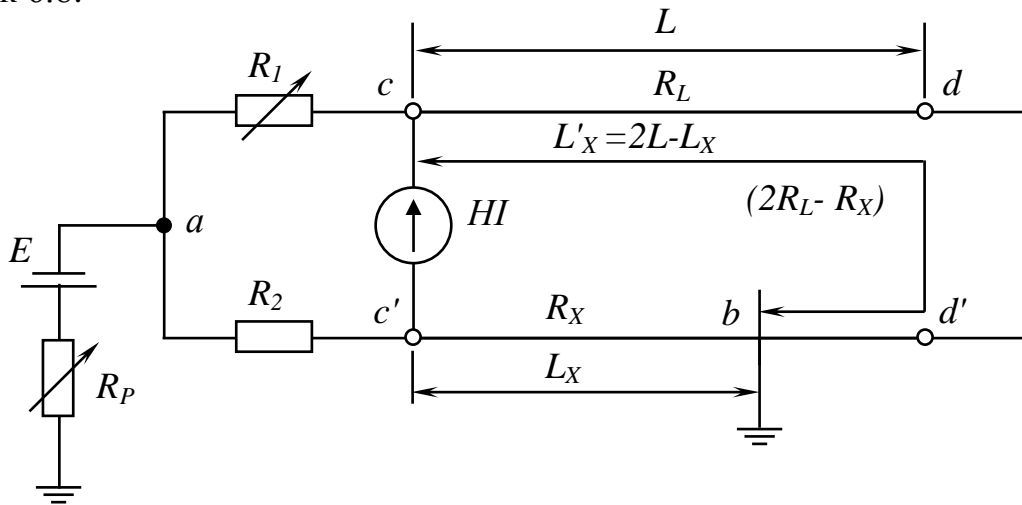 L
R1
c
RL
d
L'X =2L-LX
(2RL- RX)
HI
a
E
R2
c'
RX
b
d'
LX
RP